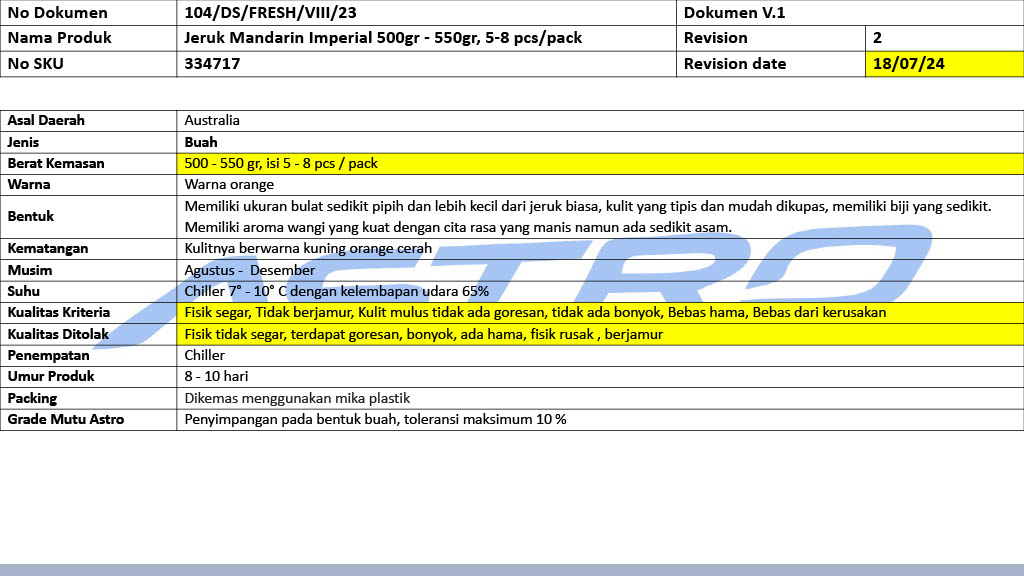 No Dokumen 104/DS/FRESH/VIII/23 Dokumen V.1
Nama Produk Jeruk Mandarin Imperial 500gr - 550gr, 5-8 pcs/pack Revision 2
No SKU 334717 Revision date 18/07/24
Asal Daerah Australia
Jenis Buah
Berat Kemasan 500 - 550 gr, isi 5 - 8 pcs / pack
Warna Warna orange
Bentuk Memiliki ukuran bulat sedikit pipih dan lebih kecil dari jeruk biasa, kulit yang tipis dan mudah dikupas, memiliki biji yang sedikit.
Memiliki aroma wangi yang kuat dengan cita rasa yang manis namun ada sedikit asam.
Kematangan Kulitnya berwarna kuning orange cerah
Musim Agustus - Desember
Suhu Chiller 7° - 10° C dengan kelembapan udara 65%
Kualitas Kriteria Fisik segar, Tidak berjamur, Kulit mulus tidak ada goresan, tidak ada bonyok, Bebas hama, Bebas dari kerusakan
Kualitas Ditolak Fisik tidak segar, terdapat goresan, bonyok, ada hama, fisik rusak , berjamur
Penempatan Chiller
Umur Produk 8 - 10 hari
Packing Dikemas menggunakan mika plastik
Grade Mutu Astro Penyimpangan pada bentuk buah, toleransi maksimum 10 %
ASTRO